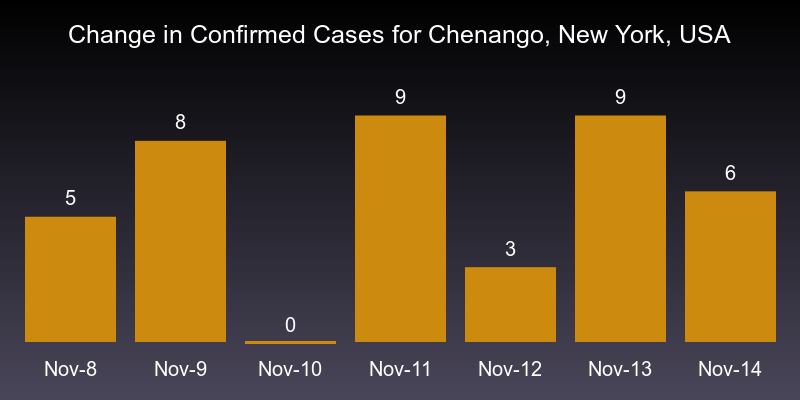 Change in Confirmed Cases for Chenango, New York, USA
5
8
0
9
3
9
6
Nov-8
Nov-9
Nov-10
Nov-11
Nov-12
Nov-13
Nov-14